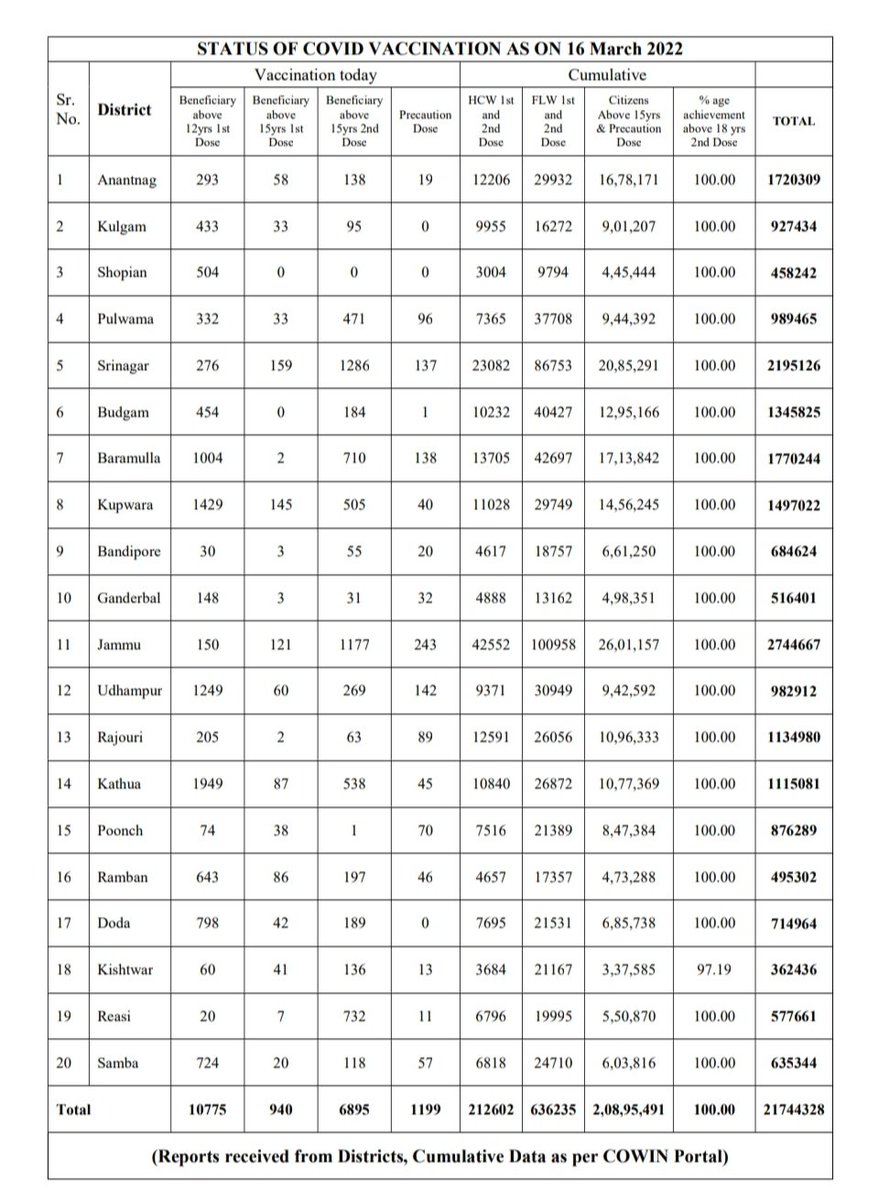 STATUS OF COVID VACCINATION AS ON 16 March 2022
Sr. No. District Vaccination today Cumulative
Beneficiary above 12yrs 1st Dose Beneficiary above 15yrs 1st Dose Beneficiary above 15yrs 2nd Dose Precaution Dose HCW 1st and 2nd Dose FLW 1st and 2nd Dose Citizens Above 15yrs & Precaution Dose % age achievement above 18 yrs 2nd Dose TOTAL
1 Anantnag 293 58 138 19 12206 29932 16,78,171 100.00 1720309
2 Kulgam 433 33 95 0 9955 16272 9,01,207 100.00 927434
3 Shopian 504 0 0 0 3004 9794 4,45,444 100.00 458242
4 Pulwama 332 33 471 96 7365 37708 9,44,392 100.00 989465
5 Srinagar 276 159 1286 137 23082 86753 20,85,291 100.00 2195126
6 Budgam 454 0 184 1 10232 40427 12,95,166 100.00 1345825
7 Baramulla 1004 2 710 138 13705 42697 17,13,842 100.00 1770244
8 Kupwara 1429 145 505 40 11028 29749 14,56,245 100.00 1497022
9 Bandipore 30 3 55 20 4617 18757 6,61,250 100.00 684624
10 Ganderbal 148 3 31 32 4888 13162 4,98,351 100.00 516401
11 Jammu 150 121 1177 243 42552 100958 26,01,157 100.00 2744667
12 Udhampur 1249 60 269 142 9371 30949 9,42,592 100.00 982912
13 Rajouri 205 2 63 89 12591 26056 10,96,333 100.00 1134980
14 Kathua 1949 87 538 45 10840 26872 10,77,369 100.00 1115081
15 Poonch 74 38 1 70 7516 21389 8,47,384 100.00 876289
16 Ramban 643 86 197 46 4657 17357 4,73,288 100.00 495302
17 Doda 798 42 189 0 7695 21531 6,85,738 100.00 714964
18 Kishtwar 60 41 136 13 3684 21167 3,37,585 97.19 362436
19 Reasi 20 7 732 11 6796 19995 5,50,870 100.00 577661
20 Samba 724 20 118 57 6818 24710 6,03,816 100.00 635344
Total 10775 940 6895 1199 212602 636235 2,08,95,491 100.00 21744328
(Reports received from Districts, Cumulative Data as per COWIN Portal)